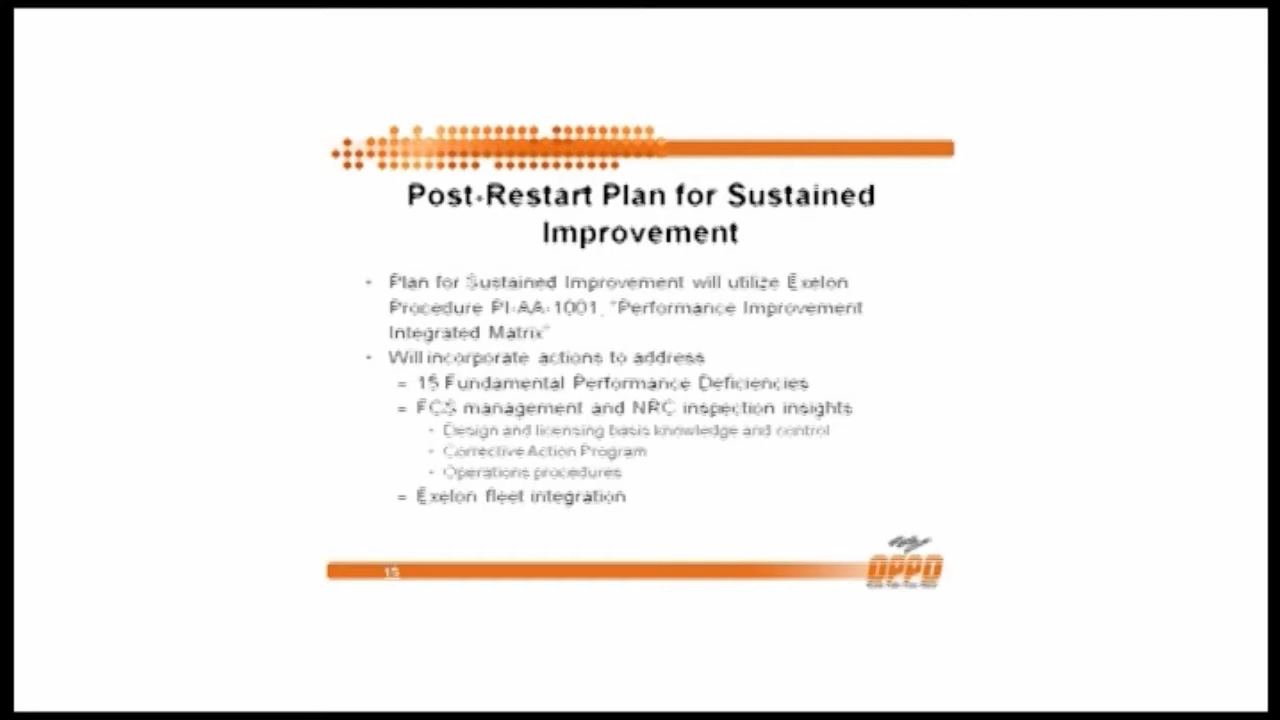 Post-Restart Plan for Sustained
Improvement
• Plan for Sustained Improvement will utilize Exelon
Procedure PI-AA-1001, "Performance Improvement
Integrated Matrix"
• Will incorporate actions to address
– 15 Fundamental Performance Deficiencies
– FCS management and NRC inspection insights
• Design and licensing basis knowledge and control
• Corrective Action Program
• Operations procedures
– Exelon fleet integration
15
OPPD